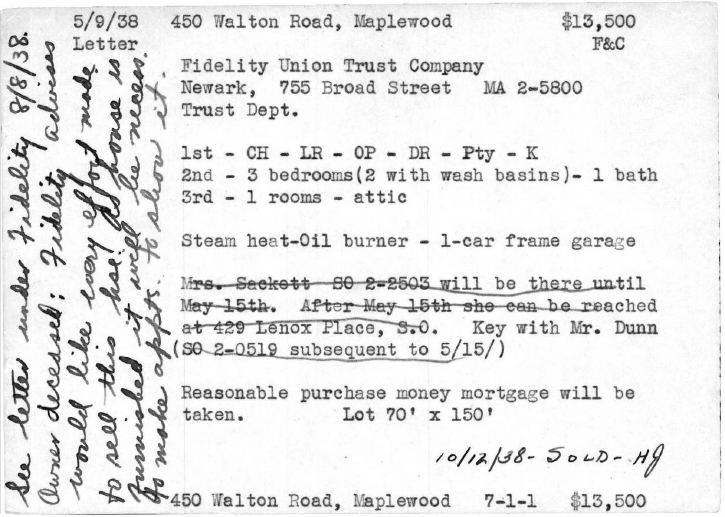 5/9/38 450 Walton Road, Maplewood $13,500
Letter F&C
Fidelity Union Trust Company
Newark, 755 Broad Street MA 2-5800
Trust Dept.
1st - CH - LR - OP - DR - Pty - K
2nd - 3 bedrooms(2 with wash basins)- 1 bath
3rd - 1 rooms - attic
Steam heat-Oil burner - 1-car frame garage
Mrs. Sackett SO 2-2503 will be there until
May 15th. After May 15th she can be reached
at 429 Lenox Place, S.O. Key with Mr. Dunn
(SO 2-0519 subsequent to 5/15/)
Reasonable purchase money mortgage will be
taken. Lot 70' x 150'
10/12/38- SOLD- HJ
450 Walton Road, Maplewood 7-1-1 $13,500
See letter under Fidelity 8/8/38.
Owner deceased: Fidelity advises
would like every effort made
to sell this hse. As house is
furnished it will be necess.
to make appts. to show it.